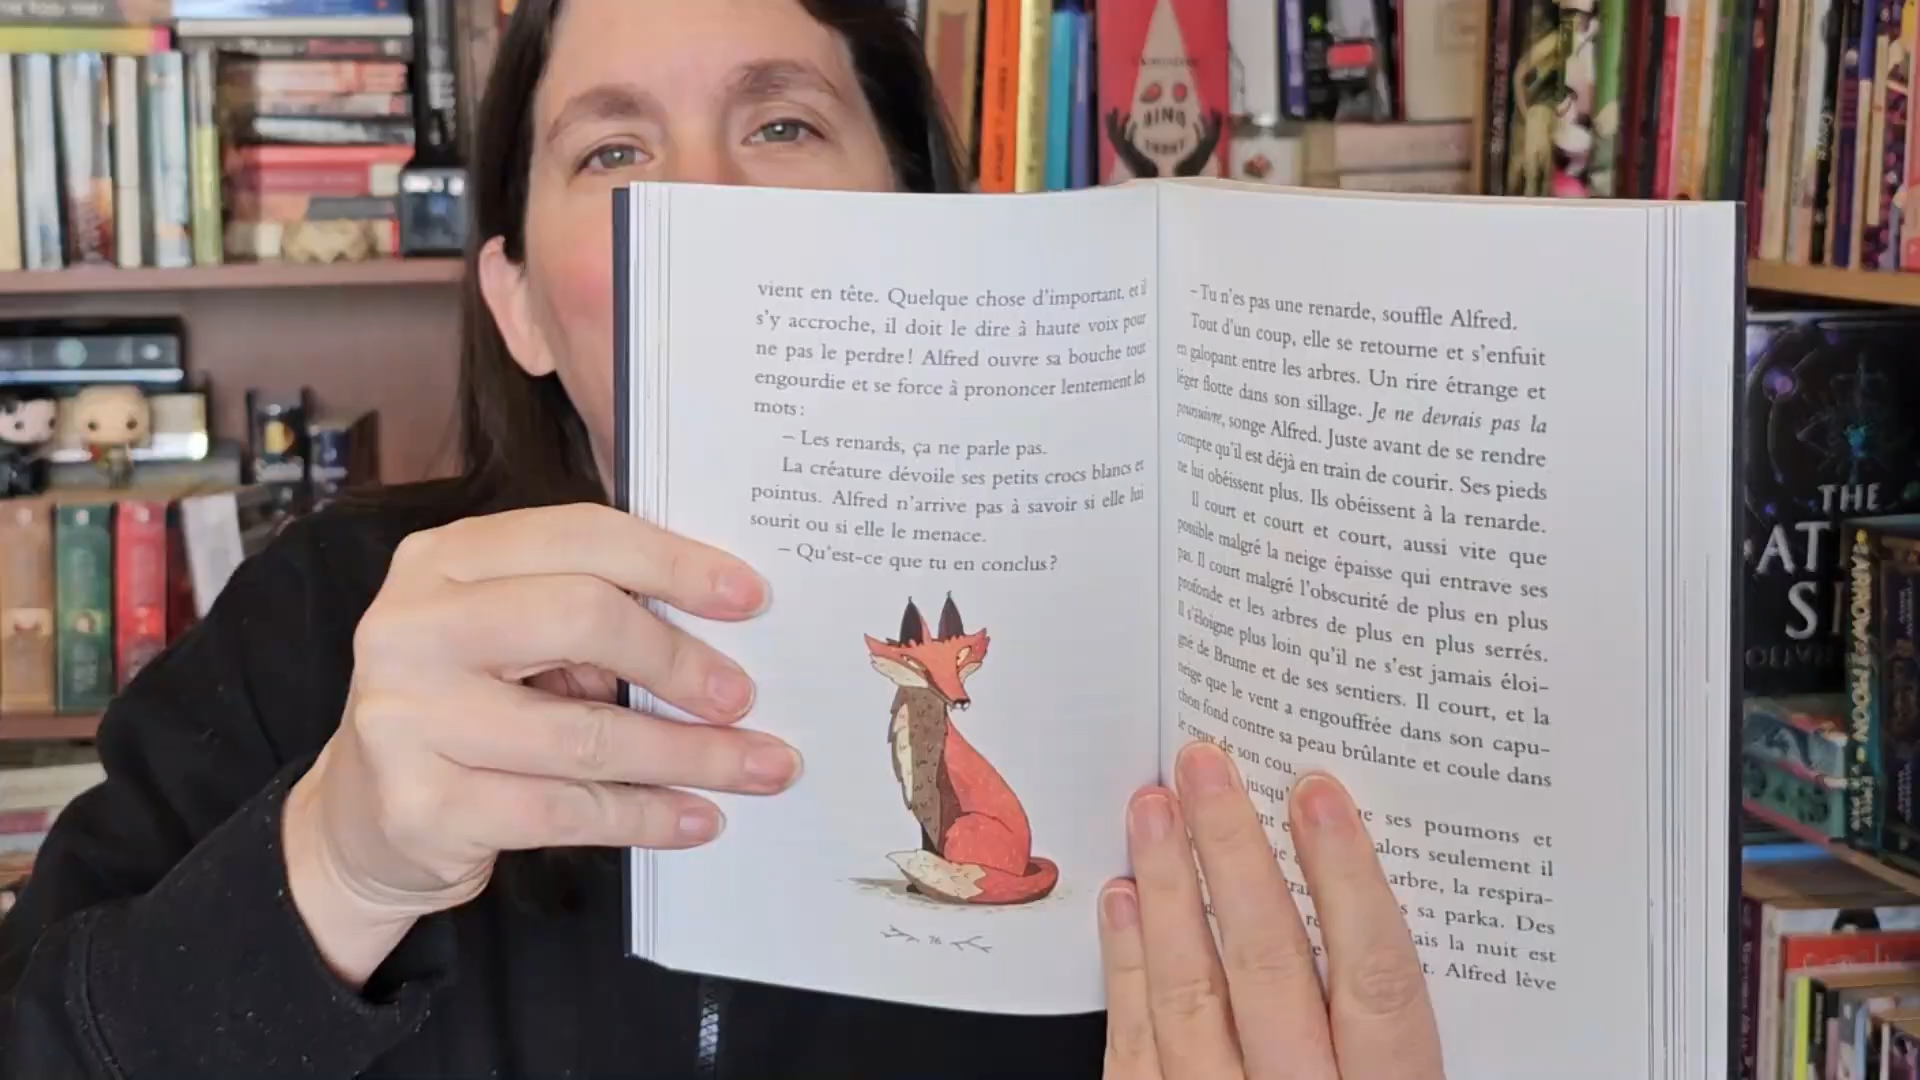 vient en tête. Quelque chose d'important, et il
s'y accroche, il doit le dire à haute voix pour
ne pas le perdre! Alfred ouvre sa bouche tout
engourdie et se force à prononcer lentement les
mots:
– Les renards, ça ne parle pas.
La créature dévoile ses petits crocs blancs et
pointus. Alfred n'arrive pas à savoir si elle lui
sourit ou si elle le menace.
– Qu'est-ce que tu en conclus?
76
– Tu n'es pas une renarde, souffle Alfred.
Tout d'un coup, elle se retourne et s'enfuit
en galopant entre les arbres. Un rire étrange et
léger flotte dans son sillage. Je ne devrais pas la
poursuivre, songe Alfred. Juste avant de se rendre
compte qu'il est déjà en train de courir. Ses pieds
ne lui obéissent plus. Ils obéissent à la renarde.
Il court et court et court, aussi vite que
possible malgré la neige épaisse qui entrave ses
pas. Il court malgré l'obscurité de plus en plus
profonde et les arbres de plus en plus serrés.
Il s'éloigne plus loin qu'il ne s'est jamais éloi-
gné de Brume et de ses sentiers. Il court, et la
neige que le vent a engouffrée dans son capu-
chon fond contre sa peau brûlante et coule dans
le creux de son cou.
jusqu' ses poumons et
alors seulement il
arbre, la respira-
sa parka. Des
la nuit est
Alfred lève
THE